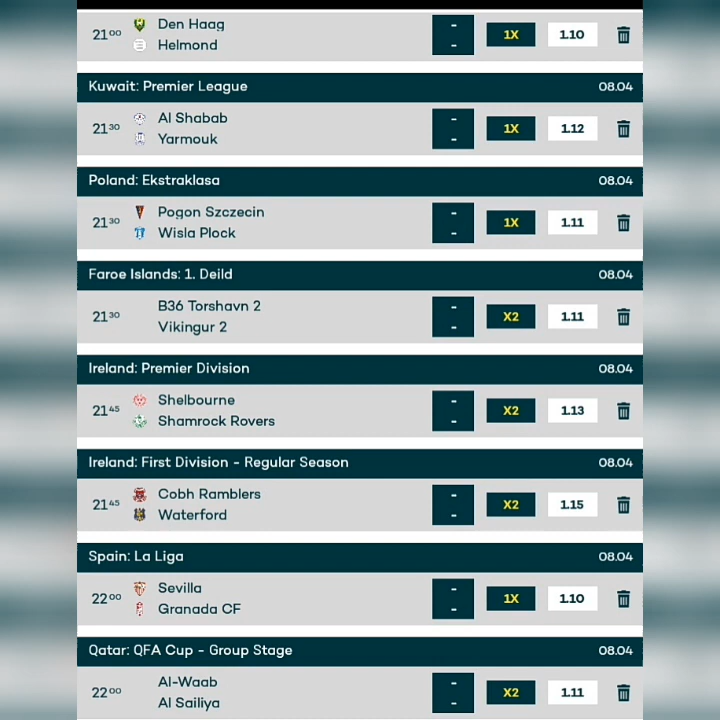 21⁰⁰ Den Haag - 1X 1.10
Helmond -
Kuwait: Premier League 08.04
21³⁰ Al Shabab - 1X 1.12
Yarmouk -
Poland: Ekstraklasa 08.04
21³⁰ Pogon Szczecin - 1X 1.11
Wisla Plock -
Faroe Islands: 1. Deild 08.04
21³⁰ B36 Torshavn 2 - X2 1.11
Vikingur 2 -
Ireland: Premier Division 08.04
21⁴⁵ Shelbourne - X2 1.13
Shamrock Rovers -
Ireland: First Division - Regular Season 08.04
21⁴⁵ Cobh Ramblers - X2 1.15
Waterford -
Spain: La Liga 08.04
22⁰⁰ Sevilla - 1X 1.10
Granada CF -
Qatar: QFA Cup - Group Stage 08.04
22⁰⁰ Al-Waab - X2 1.11
Al Sailiya -